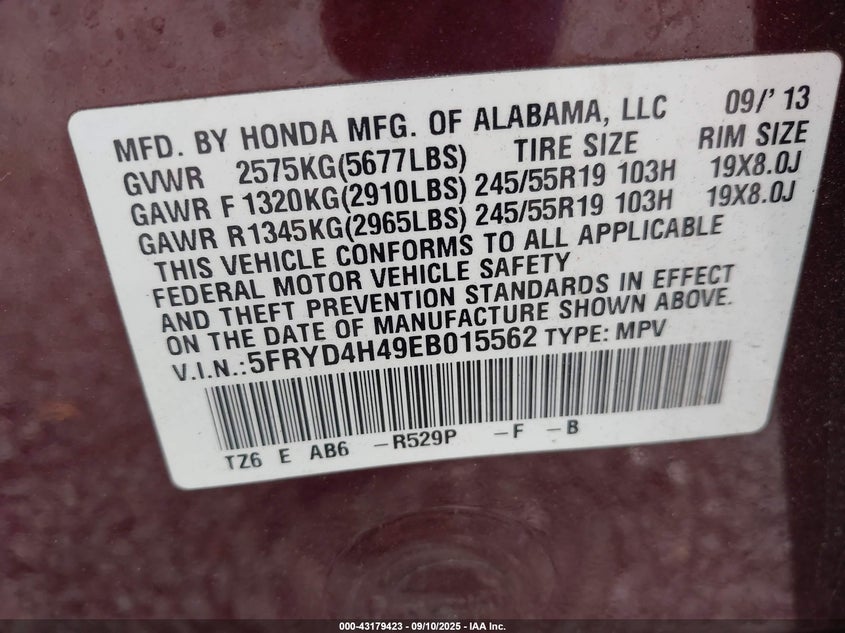 MFD. BY HONDA MFG. OF ALABAMA, LLC 09/' 13
GVWR 2575KG(5677LBS) TIRE SIZE RIM SIZE
GAWR F 1320KG(2910LBS) 245/55R19 103H 19X8.0J
GAWR R1345KG(2965LBS) 245/55R19 103H 19X8.0J
THIS VEHICLE CONFORMS TO ALL APPLICABLE
FEDERAL MOTOR VEHICLE SAFETY
AND THEFT PREVENTION STANDARDS IN EFFECT
ON THE DATE OF MANUFACTURE SHOWN ABOVE.
V.I.N.:5FRYD4H49EB015562 TYPE: MPV
TZ6 E AB6 -R529P -F -B
000-43179423 - 09/10/2025 - IAA Inc.